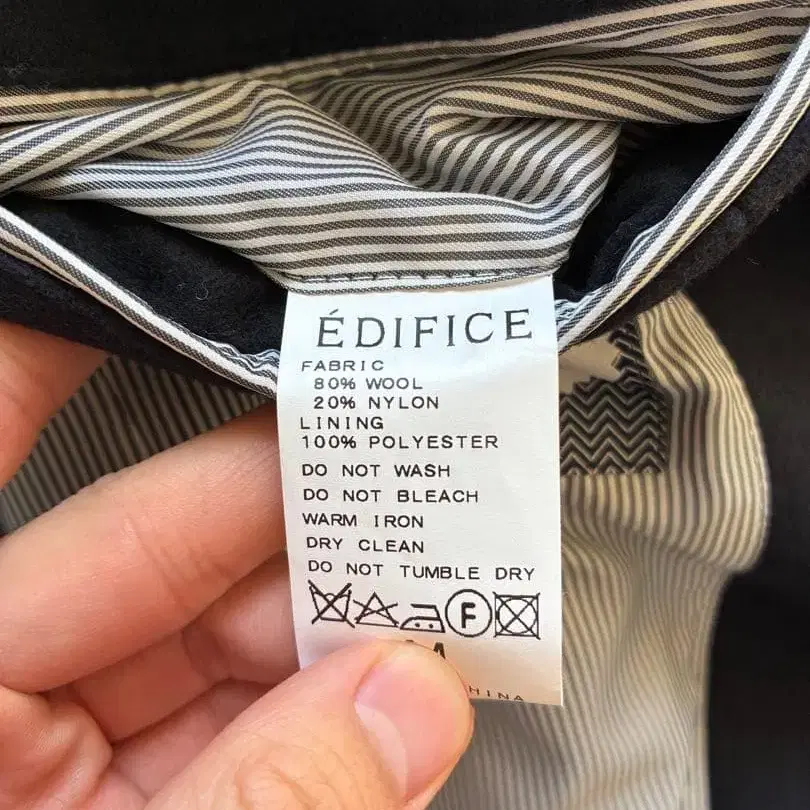 ÉDIFICE
FABRIC
80% WOOL
20% NYLON
LINING
100% POLYESTER
DO NOT WASH
DO NOT BLEACH
WARM IRON
DRY CLEAN
DO NOT TUMBLE DRY
F